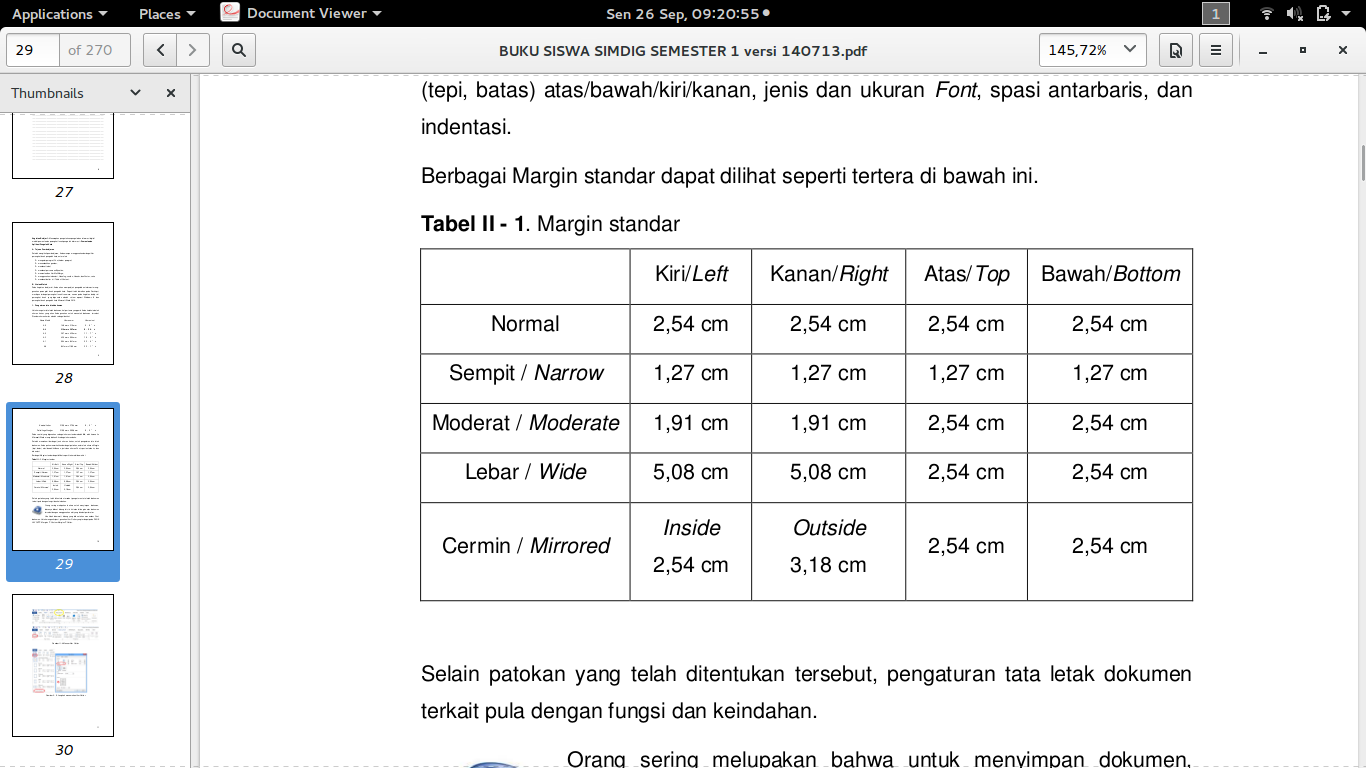 Applications Places Document Viewer Sen 26 Sep, 09:20:55 1
29 of 270 BUKU SISWA SIMDIG SEMESTER 1 versi 140713.pdf 145,72%
Thumbnails
27
28
29
30
(tepi, batas) atas/bawah/kiri/kanan, jenis dan ukuran Font, spasi antarbaris, dan
indentasi.
Berbagai Margin standar dapat dilihat seperti tertera di bawah ini.
Tabel II - 1. Margin standar
Kiri/Left Kanan/Right Atas/Top Bawah/Bottom
Normal 2,54 cm 2,54 cm 2,54 cm 2,54 cm
Sempit / Narrow 1,27 cm 1,27 cm 1,27 cm 1,27 cm
Moderat / Moderate 1,91 cm 1,91 cm 2,54 cm 2,54 cm
Lebar / Wide 5,08 cm 5,08 cm 2,54 cm 2,54 cm
Inside Outside
Cermin / Mirrored 2,54 cm 2,54 cm
2,54 cm 3,18 cm
Selain patokan yang telah ditentukan tersebut, pengaturan tata letak dokumen
terkait pula dengan fungsi dan keindahan.
Orang sering melupakan bahwa untuk menyimpan dokumen,